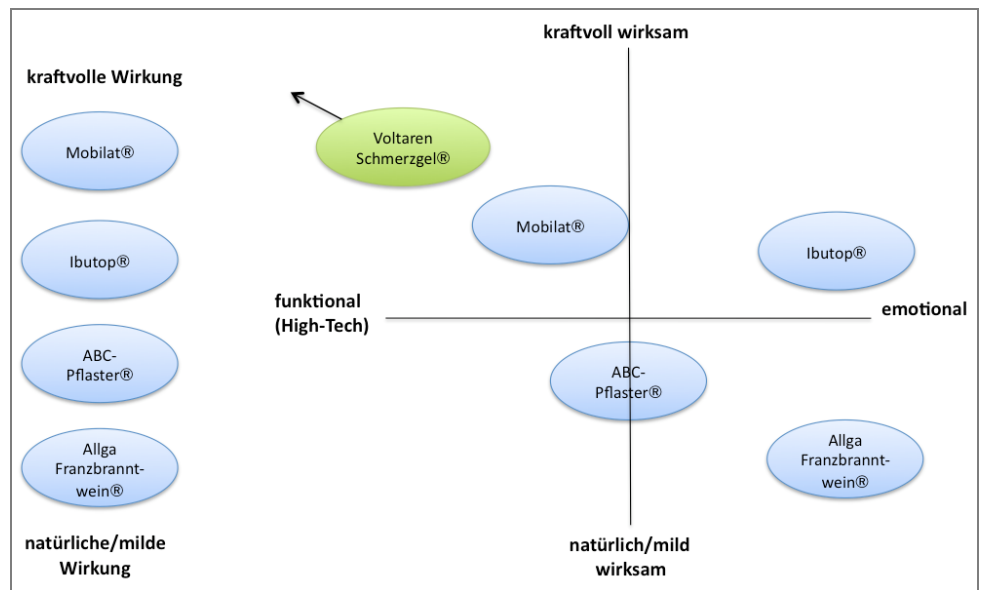 kraftvolle Wirkung
Mobilat®
Ibutop®
ABC-
Pflaster®
Allga
Franzbrannt-
wein®
natürliche/milde
Wirkung
kraftvoll wirksam
Voltaren
Schmerzgel®
Mobilat®
Ibutop®
funktional
(High-Tech)
emotional
ABC-
Pflaster®
Allga
Franzbrannt-
wein®
natürlich/mild
wirksam